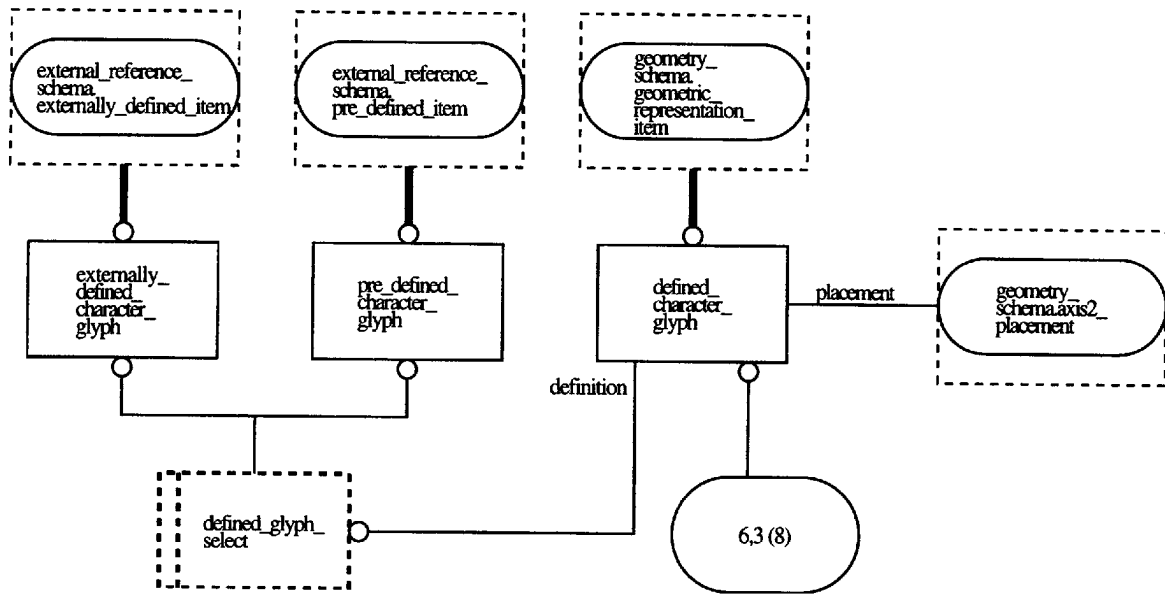 external_reference_
schema.
externally_defined_item
external_reference_
schema.
pre_defined_item
geometry_
schema.
geometric_
representation_
item
externally_
defined_
character_
glyph
pre_defined_
character_
glyph
defined_
character_
glyph
placement
geometry_
schema.axis2_
placement
definition
defined_glyph_
select
6,3 (8)